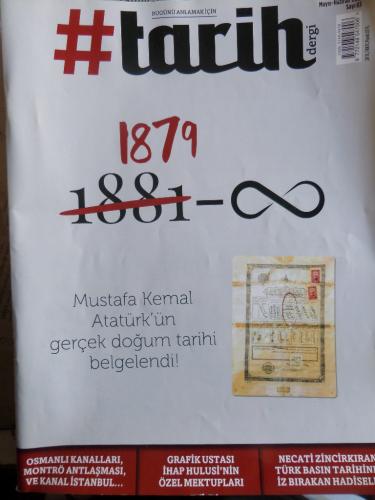 BUGÜNÜ ANLAMAK İÇİN
#tarih
dergi
1879
1881-∞
Mustafa Kemal
Atatürk'ün
gerçek doğum tarihi
belgelendi!
OSMANLI KANALLARI,
MONTRÖ ANTLAŞMASI,
VE KANAL İSTANBUL...
GRAFİK USTASI
İHAP HULUSİ'NİN
ÖZEL MEKTUPLARI
NECATİ ZİNCİRKIRAN
TÜRK BASIN TARİHİNE
İZ BIRAKAN HADİSELE